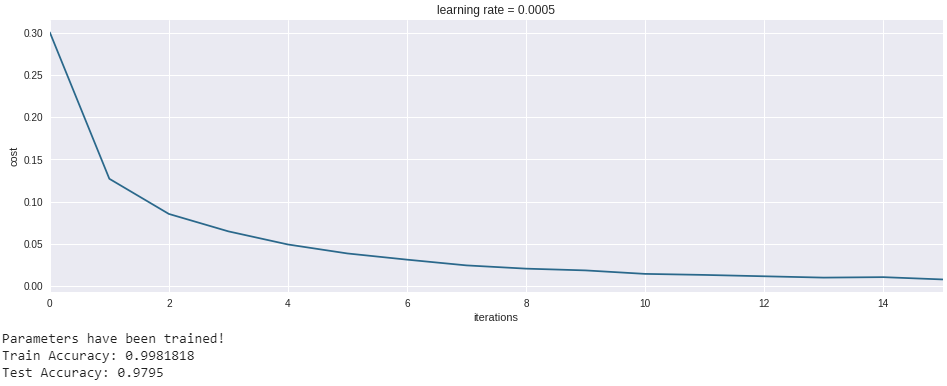 learning rate = 0.0005
0.30
0.25
0.20
0.15
0.10
0.05
0.00
cost
0 2 4 6 8 10 12 14
iterations
Parameters have been trained!
Train Accuracy: 0.9981818
Test Accuracy: 0.9795